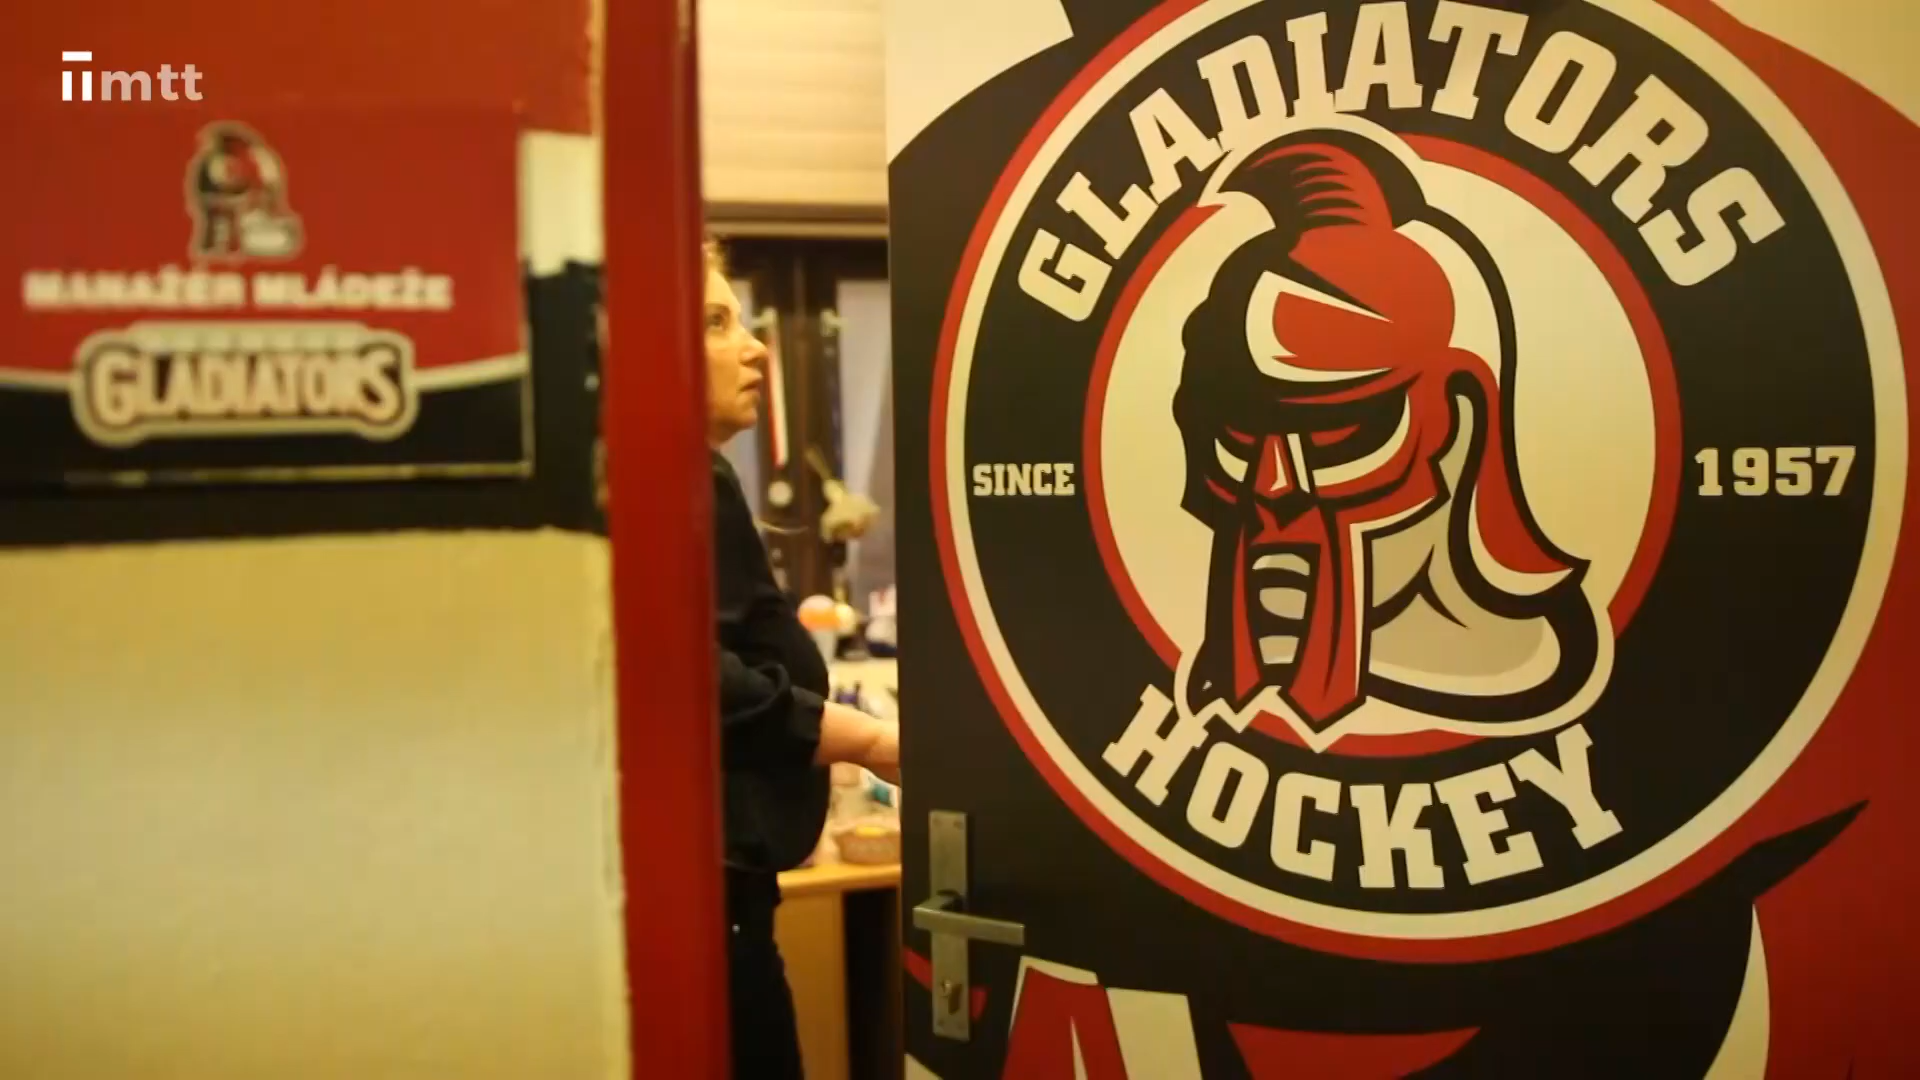 mtt
MANAŽÉR MLÁDEŽE
GLADIATORS
GLADIATORS
SINCE
1957
HOCKEY